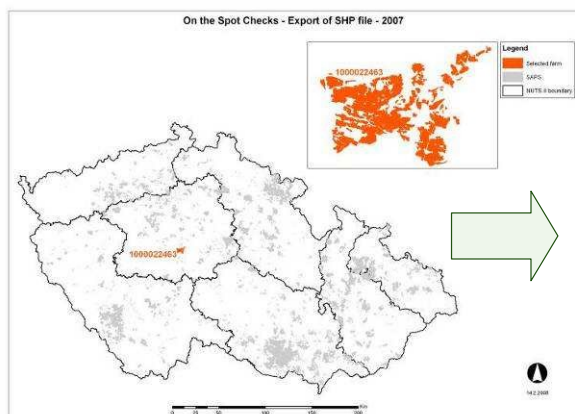 On the Spot Checks - Export of SHP file - 2007
1000022463
Legend
Selected farm
SAPS
NUTS II boundary
1000022463